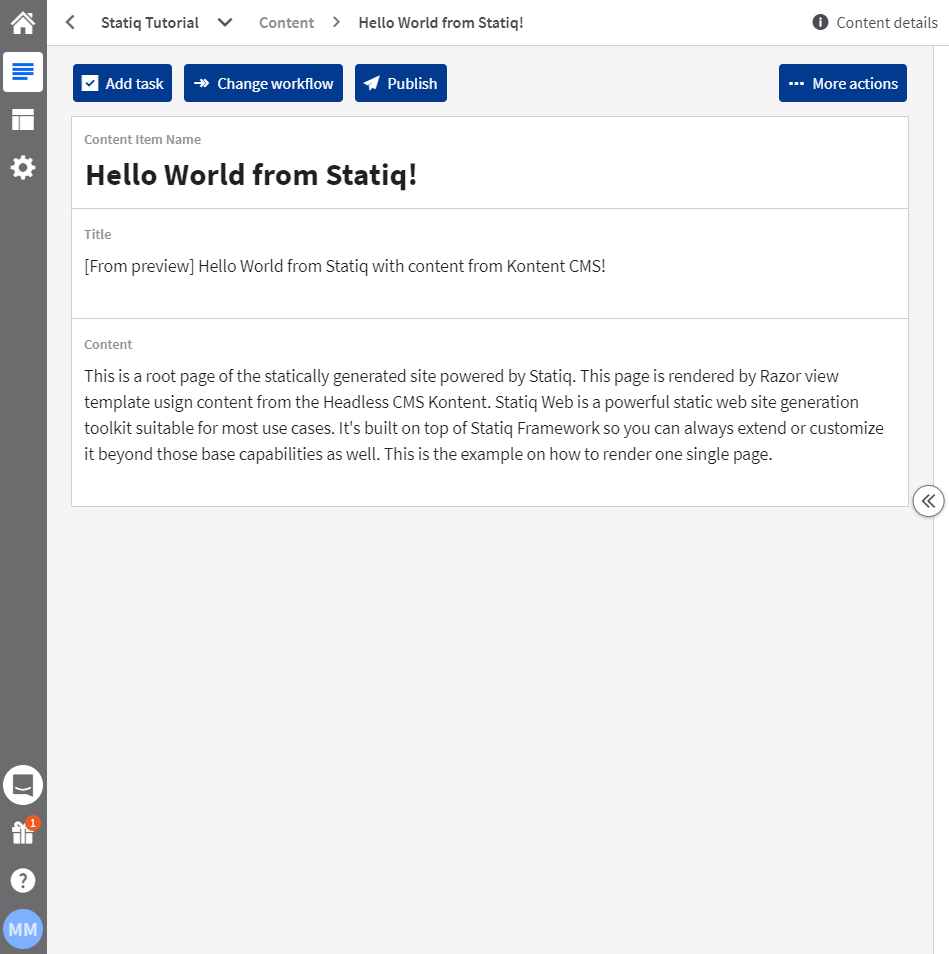 Statiq Tutorial Content Hello World from Statiq! Content details
Add task Change workflow Publish More actions
Content Item Name
Hello World from Statiq!
Title
[From preview] Hello World from Statiq with content from Kontent CMS!
Content
This is a root page of the statically generated site powered by Statiq. This page is rendered by Razor view
template usign content from the Headless CMS Kontent. Statiq Web is a powerful static web site generation
toolkit suitable for most use cases. It's built on top of Statiq Framework so you can always extend or customize
it beyond those base capabilities as well. This is the example on how to render one single page.
1
?
MM